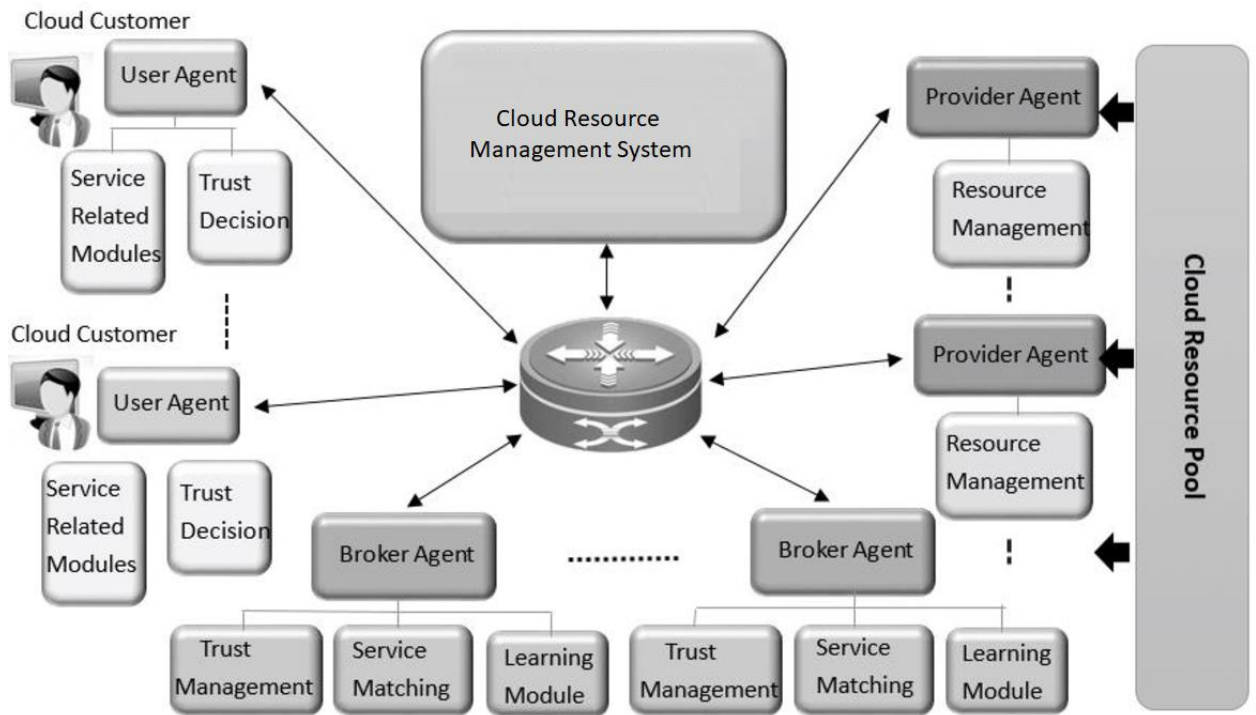 Cloud Customer
User Agent
Service
Related
Modules
Trust
Decision
Cloud Resource
Management System
Provider Agent
Resource
Management
Cloud Customer
User Agent
Service
Related
Modules
Trust
Decision
Provider Agent
Resource
Management
Cloud Resource Pool
Broker Agent
Trust
Management
Service
Matching
Learning
Module
Broker Agent
Trust
Management
Service
Matching
Learning
Module